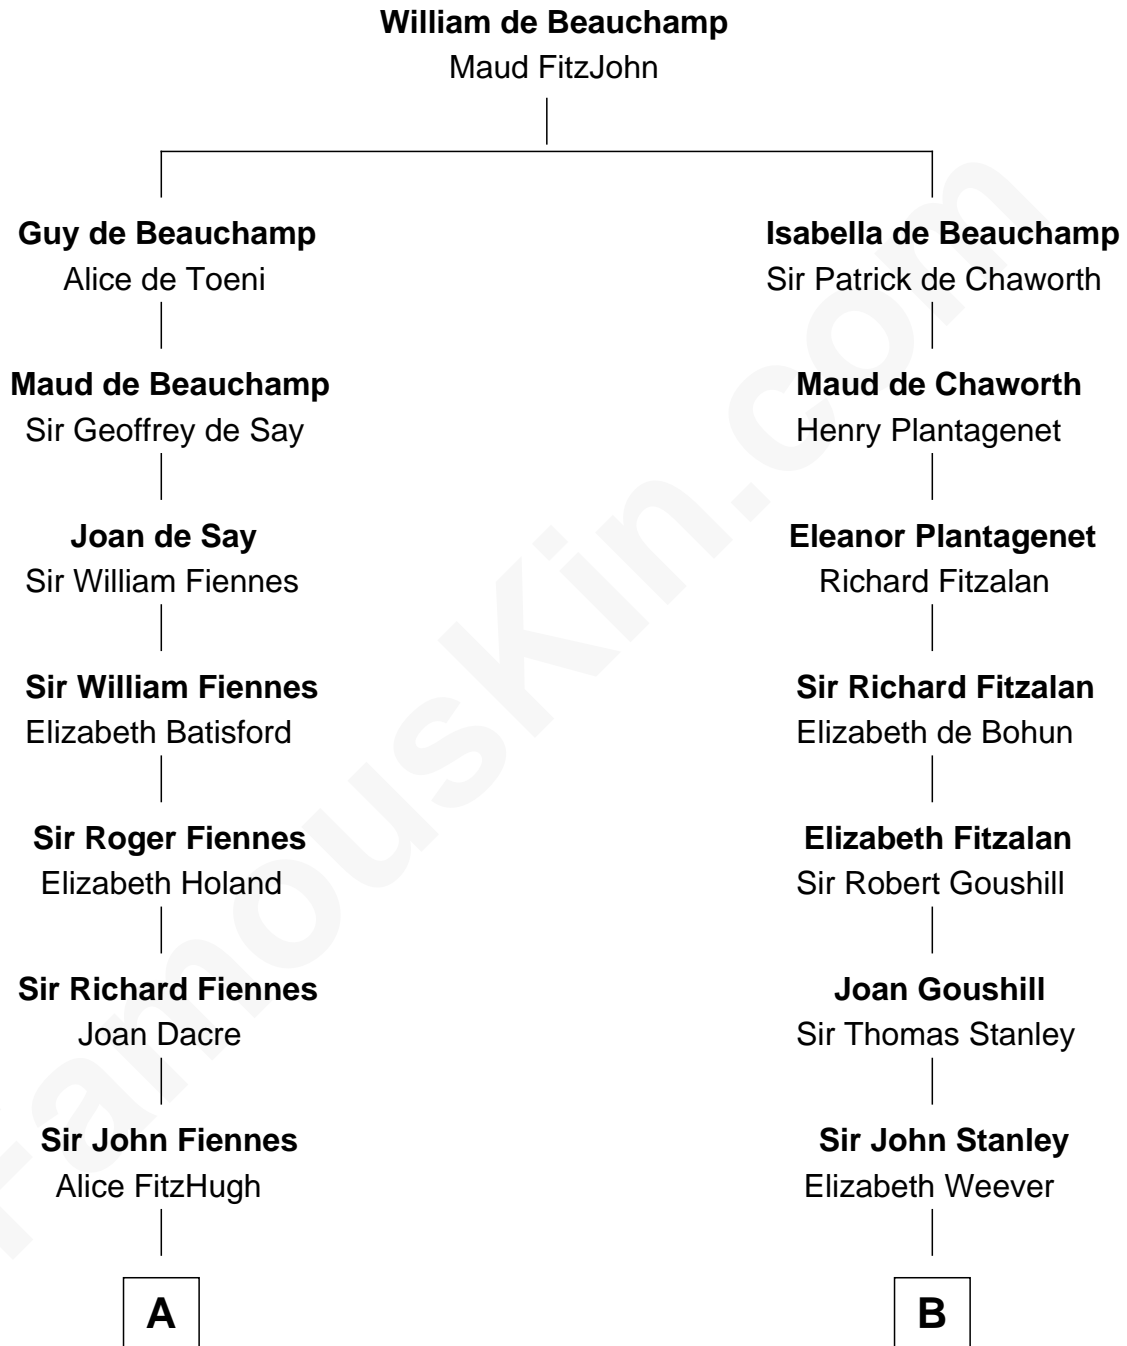 William de Beauchamp
Maud FitzJohn
Guy de Beauchamp
Alice de Toeni
Maud de Beauchamp
Sir Geoffrey de Say
Joan de Say
Sir William Fiennes
Sir William Fiennes
Elizabeth Batisford
Sir Roger Fiennes
Elizabeth Holand
Sir Richard Fiennes
Joan Dacre
Sir John Fiennes
Alice FitzHugh
A
Isabella de Beauchamp
Sir Patrick de Chaworth
Maud de Chaworth
Henry Plantagenet
Eleanor Plantagenet
Richard Fitzalan
Sir Richard Fitzalan
Elizabeth de Bohun
Elizabeth Fitzalan
Sir Robert Goushill
Joan Goushill
Sir Thomas Stanley
Sir John Stanley
Elizabeth Weever
B
FamousKin.com